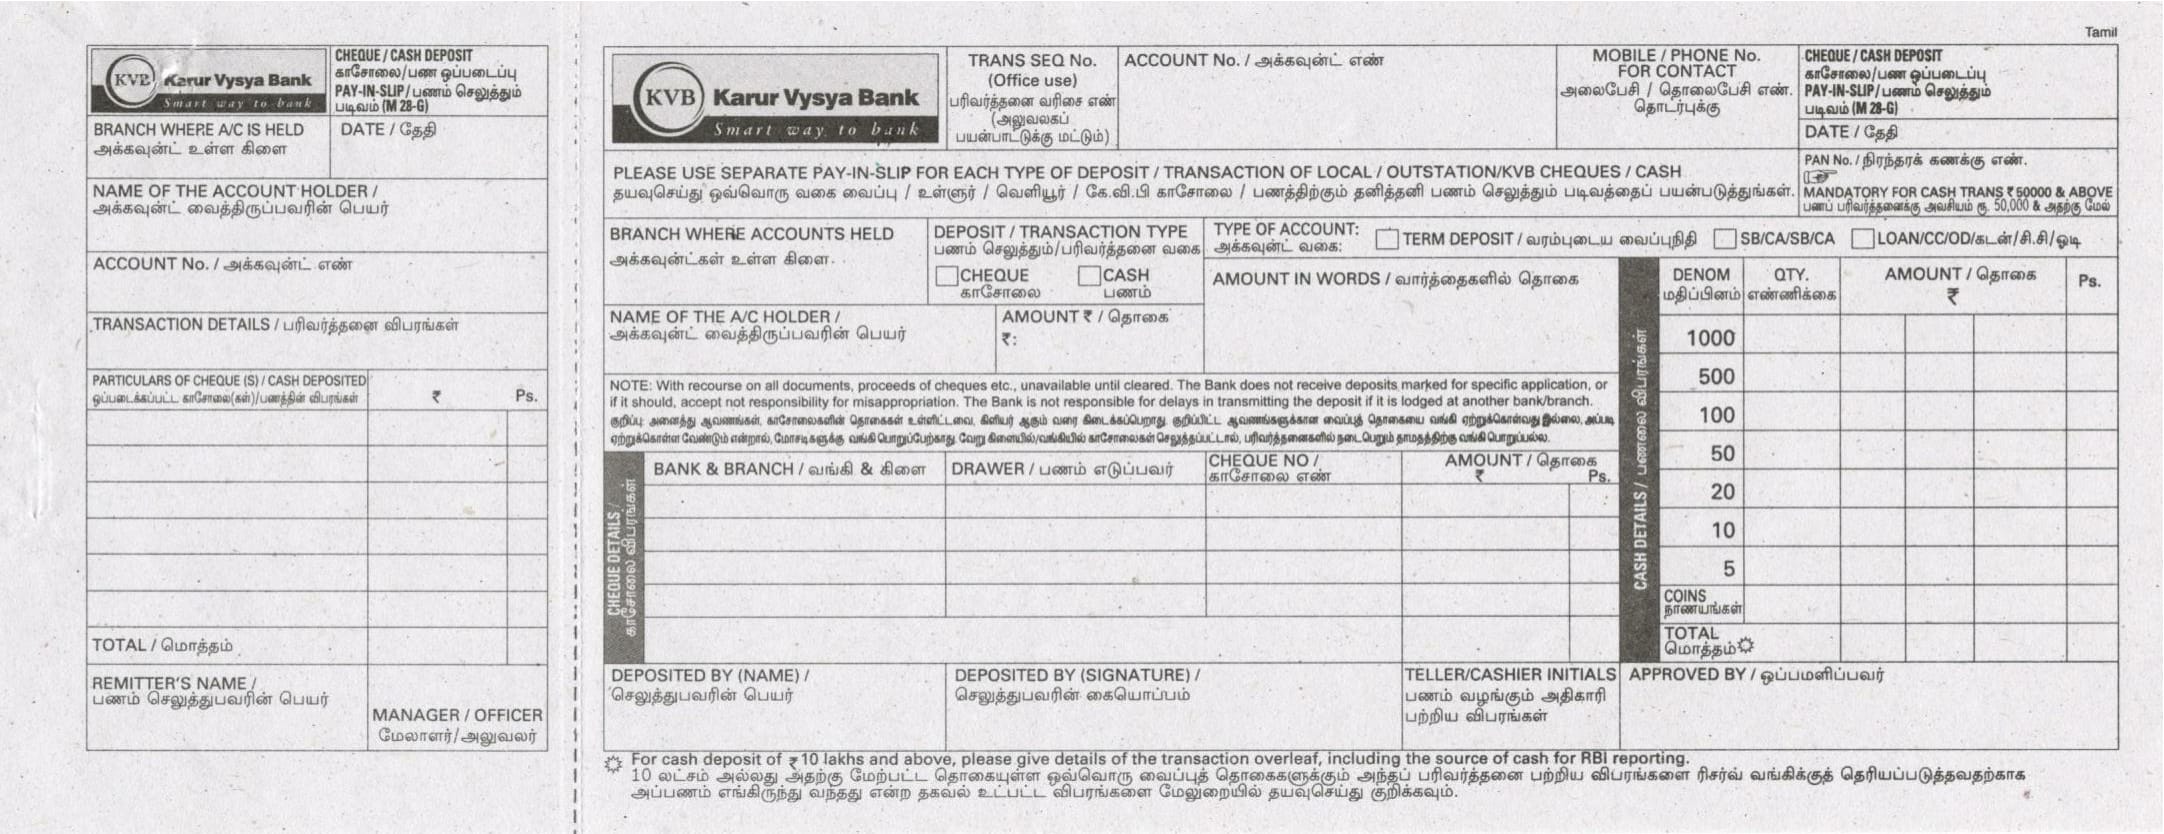 Tamil
KVB Karur Vysya Bank
Smart way to bank
CHEQUE / CASH DEPOSIT
காசோலை/பண ஒப்படைப்பு
PAY-IN-SLIP/பணம் செலுத்தும்
படிவம் (M 28-G)
BRANCH WHERE A/C IS HELD
அக்கவுன்ட் உள்ள கிளை
DATE / தேதி
NAME OF THE ACCOUNT HOLDER /
அக்கவுன்ட் வைத்திருப்பவரின் பெயர்
ACCOUNT No. / அக்கவுன்ட் எண்
TRANSACTION DETAILS / பரிவர்த்தனை விபரங்கள்
PARTICULARS OF CHEQUE (S) / CASH DEPOSITED
ஒப்படைக்கப்பட்ட காசோலை(கள்)/பணத்தின் விபரங்கள்
₹ Ps.
TOTAL / மொத்தம்
REMITTER'S NAME /
பணம் செலுத்துபவரின் பெயர்
MANAGER / OFFICER
மேலாளர்/அலுவலர்
KVB Karur Vysya Bank
Smart way to bank
TRANS SEQ No.
(Office use)
பரிவர்த்தனை வரிசை எண்
(அலுவலகப்
பயன்பாட்டுக்கு மட்டும்)
ACCOUNT No. / அக்கவுன்ட் எண்
MOBILE / PHONE No.
FOR CONTACT
அலைபேசி / தொலைபேசி எண்.
தொடர்புக்கு
CHEQUE / CASH DEPOSIT
காசோலை/பண ஒப்படைப்பு
PAY-IN-SLIP/பணம் செலுத்தும்
படிவம் (M 28-G)
DATE / தேதி
PLEASE USE SEPARATE PAY-IN-SLIP FOR EACH TYPE OF DEPOSIT / TRANSACTION OF LOCAL / OUTSTATION/KVB CHEQUES / CASH
தயவுசெய்து ஒவ்வொரு வகை வைப்பு / உள்ளுர் / வெளியூர் / கே.வி.பி காசோலை / பணத்திற்கும் தனித்தனி பணம் செலுத்தும் படிவத்தைப் பயன்படுத்துங்கள்.
PAN No. / நிரந்தரக் கணக்கு எண்.
MANDATORY FOR CASH TRANS ₹ 50000 & ABOVE
பணப் பரிவர்த்தனைக்கு அவசியம் ரூ. 50,000 & அதற்கு மேல்
BRANCH WHERE ACCOUNTS HELD
அக்கவுன்ட்கள் உள்ள கிளை
DEPOSIT / TRANSACTION TYPE
பணம் செலுத்தும்/பரிவர்த்தனை வகை
CHEQUE CASH
காசோலை பணம்
TYPE OF ACCOUNT:
அக்கவுன்ட் வகை:
TERM DEPOSIT / வரம்புடைய வைப்புநிதி SB/CA/SB/CA LOAN/CC/OD/கடன்/சி.சி/ஓடி
NAME OF THE A/C HOLDER /
அக்கவுன்ட் வைத்திருப்பவரின் பெயர்
AMOUNT ₹ / தொகை
₹:
AMOUNT IN WORDS / வார்த்தைகளில் தொகை
NOTE: With recourse on all documents, proceeds of cheques etc., unavailable until cleared. The Bank does not receive deposits marked for specific application, or
if it should, accept not responsibility for misappropriation. The Bank is not responsible for delays in transmitting the deposit if it is lodged at another bank/branch.
குறிப்பு: அனைத்து ஆவணங்கள், காசோலைகளின் தொகைகள் உள்ளிட்டவை, கிளியர் ஆகும் வரை கிடைக்கப்பெறாது. குறிப்பிட்ட ஆவணங்களுக்கான வைப்புத் தொகையை வங்கி ஏற்றுக்கொள்வது இல்லை, அப்படி
ஏற்றுக்கொள்ள வேண்டும் என்றால், மோசடிகளுக்கு வங்கி பொறுப்பேற்காது. வேறு கிளையில்/வங்கியில் காசோலைகள் செலுத்தப்பட்டால், பரிவர்த்தனைகளில் நடைபெறும் தாமதத்திற்கு வங்கி பொறுப்பல்ல.
CHEQUE DETAILS /
காசோலை விபரங்கள்
BANK & BRANCH / வங்கி & கிளை
DRAWER / பணம் எடுப்பவர்
CHEQUE NO /
காசோலை எண்
AMOUNT / தொகை
₹ Ps.
CASH DETAILS / பணவை விபரங்கள்
DENOM
மதிப்பினம்
QTY.
எண்ணிக்கை
AMOUNT / தொகை
₹
Ps.
1000
500
100
50
20
10
5
COINS
நாணயங்கள்
TOTAL
மொத்தம்
DEPOSITED BY (NAME) /
செலுத்துபவரின் பெயர்
DEPOSITED BY (SIGNATURE) /
செலுத்துபவரின் கையொப்பம்
TELLER/CASHIER INITIALS
பணம் வழங்கும் அதிகாரி
பற்றிய விபரங்கள்
APPROVED BY / ஒப்பமளிப்பவர்
For cash deposit of ₹ 10 lakhs and above, please give details of the transaction overleaf, including the source of cash for RBI reporting.
10 லட்சம் அல்லது அதற்கு மேற்பட்ட தொகையுள்ள ஒவ்வொரு வைப்புத் தொகைகளுக்கும் அந்தப் பரிவர்த்தனை பற்றிய விபரங்களை ரிசர்வ் வங்கிக்குத் தெரியப்படுத்தவதற்காக
அப்பணம் எங்கிருந்து வந்தது என்ற தகவல் உட்பட்ட விபரங்களை மேலுறையில் தயவுசெய்து குறிக்கவும்.